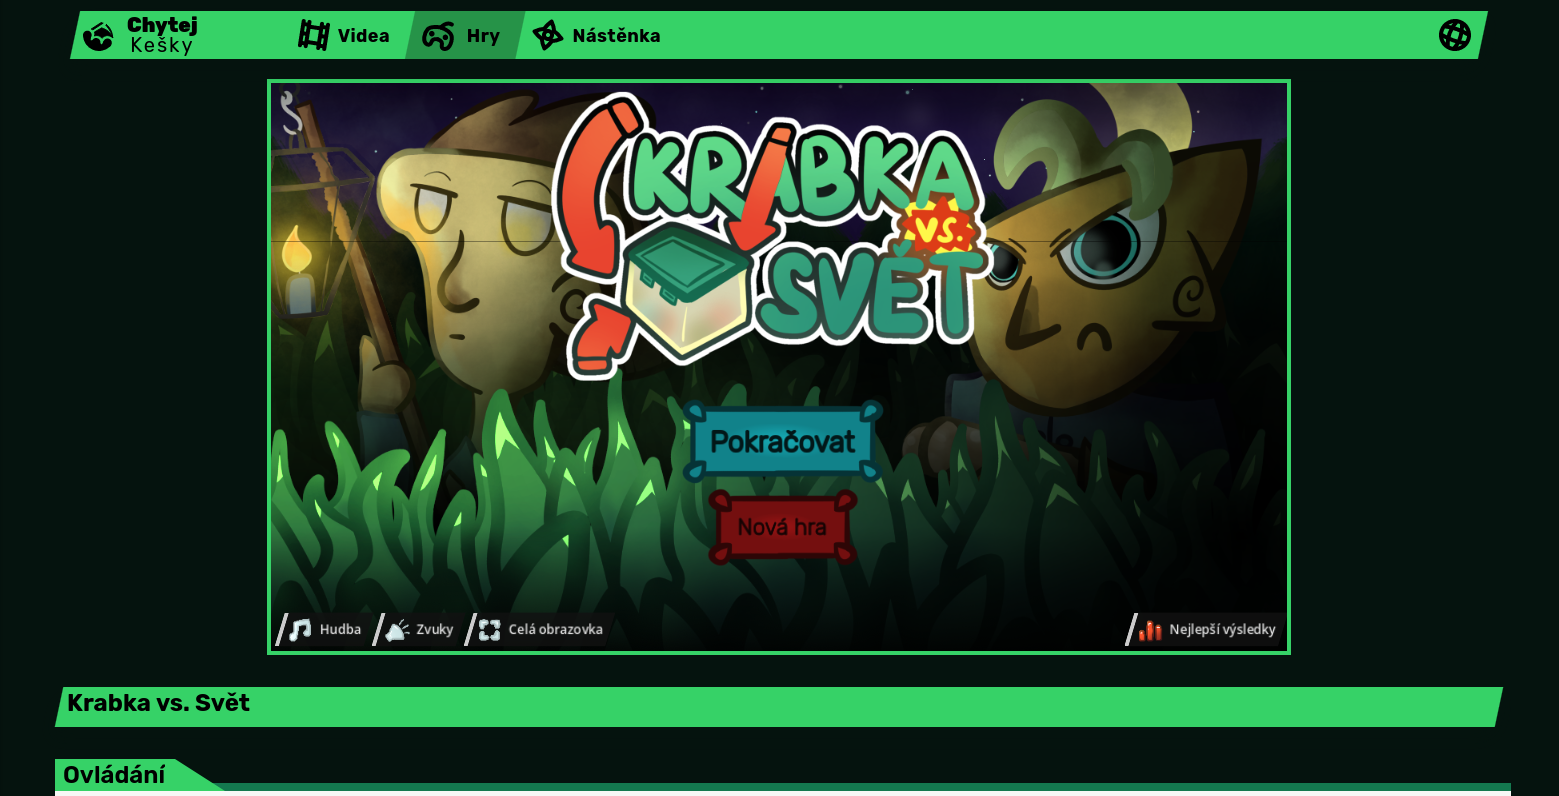 Chytej
Kešky
Videa
Hry
Nástěnka
KRABKA
VS.
SVĚT
Pokračovat
Nová hra
Hudba
Zvuky
Celá obrazovka
Nejlepší výsledky
Krabka vs. Svět
Ovládání